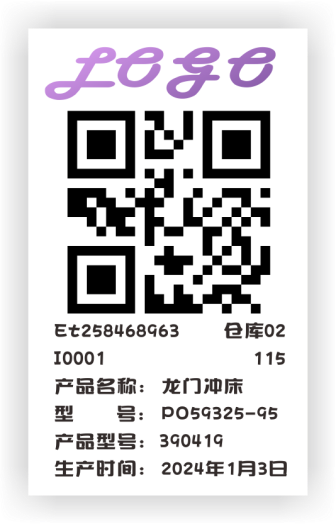 LOGO
Et258468963 仓库02
I0001 115
产品名称：龙门冲床
型 号：PO59325-95
产品型号：390419
生产时间：2024年1月3日